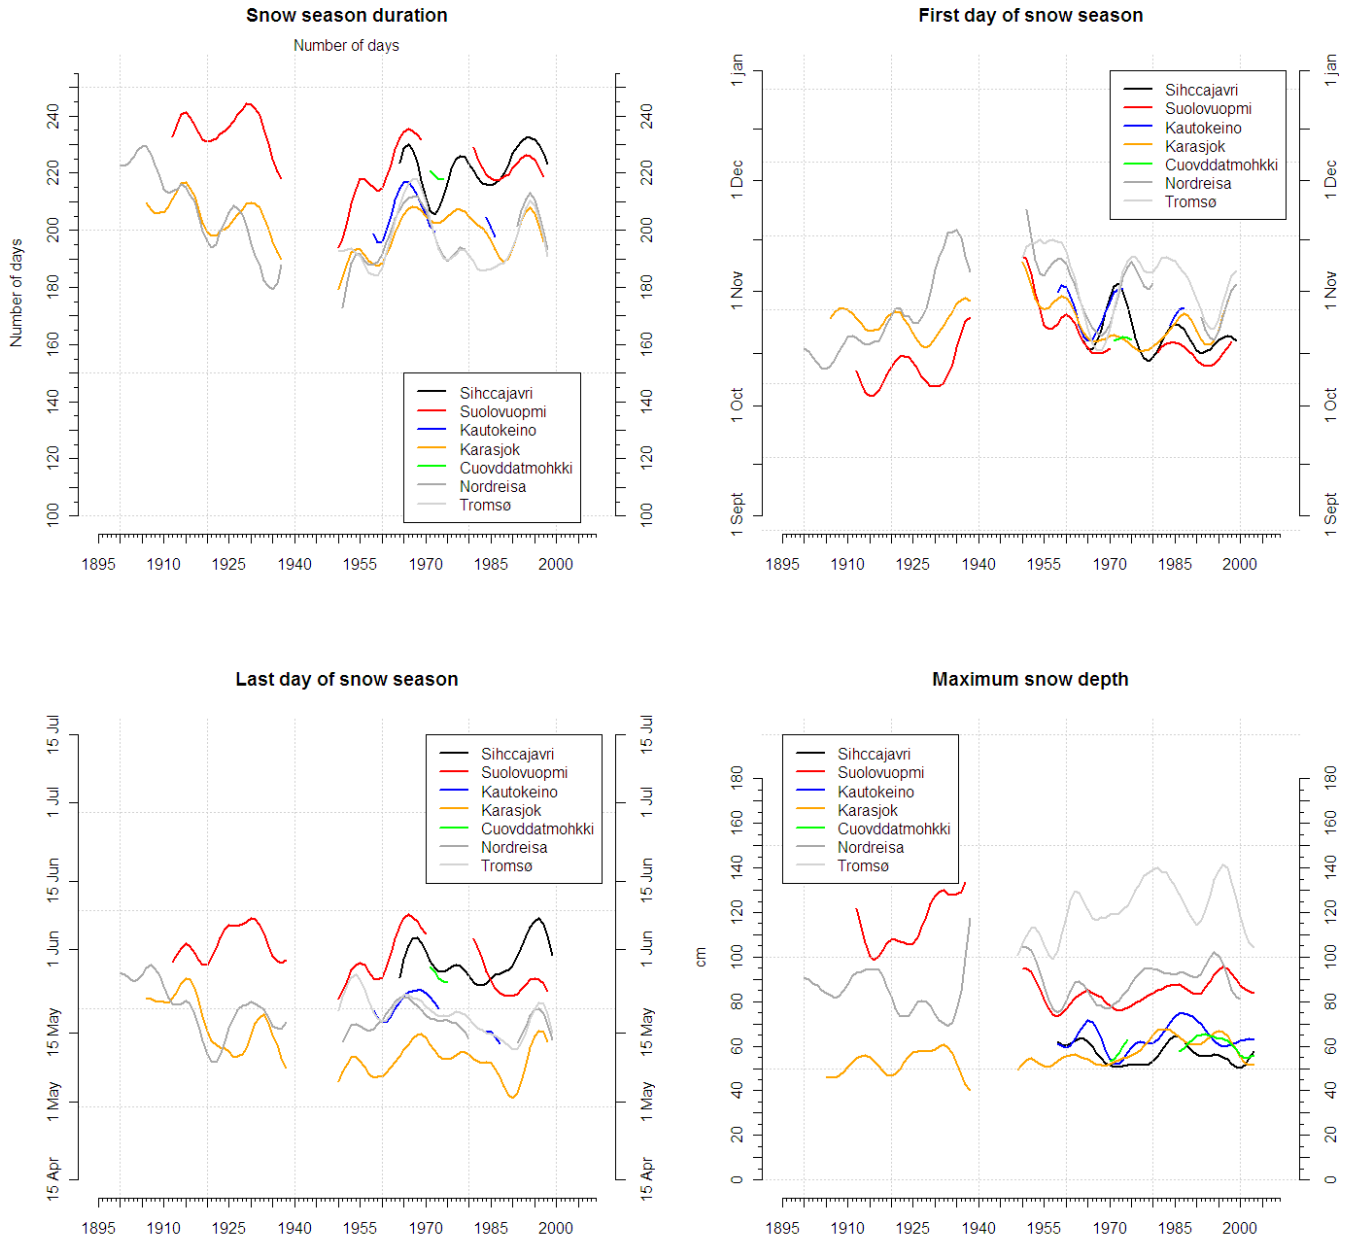 Snow season duration
Number of days
Number of days
240
220
200
180
160
140
120
100
240
220
200
180
160
140
120
100
Sihccajavri
Suolovuopmi
Kautokeino
Karasjok
Cuovddatmohkki
Nordreisa
Tromsø
1895 1910 1925 1940 1955 1970 1985 2000
First day of snow season
1 jan
1 Dec
1 Nov
1 Oct
1 Sept
1 jan
1 Dec
1 Nov
1 Oct
1 Sept
Sihccajavri
Suolovuopmi
Kautokeino
Karasjok
Cuovddatmohkki
Nordreisa
Tromsø
1895 1910 1925 1940 1955 1970 1985 2000
Last day of snow season
15 Jul
1 Jul
15 Jun
1 Jun
15 May
1 May
15 Apr
15 Jul
1 Jul
15 Jun
1 Jun
15 May
1 May
15 Apr
Sihccajavri
Suolovuopmi
Kautokeino
Karasjok
Cuovddatmohkki
Nordreisa
Tromsø
1895 1910 1925 1940 1955 1970 1985 2000
Maximum snow depth
cm
180
160
140
120
100
80
60
40
20
0
180
160
140
120
100
80
60
40
20
0
Sihccajavri
Suolovuopmi
Kautokeino
Karasjok
Cuovddatmohkki
Nordreisa
Tromsø
1895 1910 1925 1940 1955 1970 1985 2000